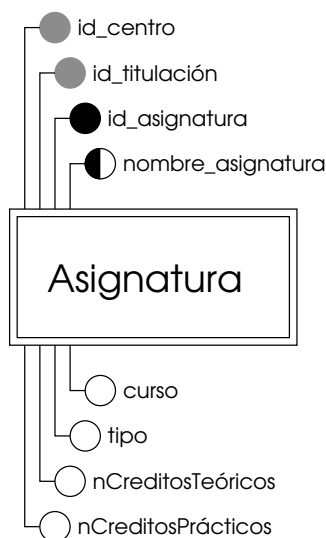 id_centro
id_titulación
id_asignatura
nombre_asignatura
Asignatura
curso
tipo
nCreditosTeóricos
nCreditosPrácticos